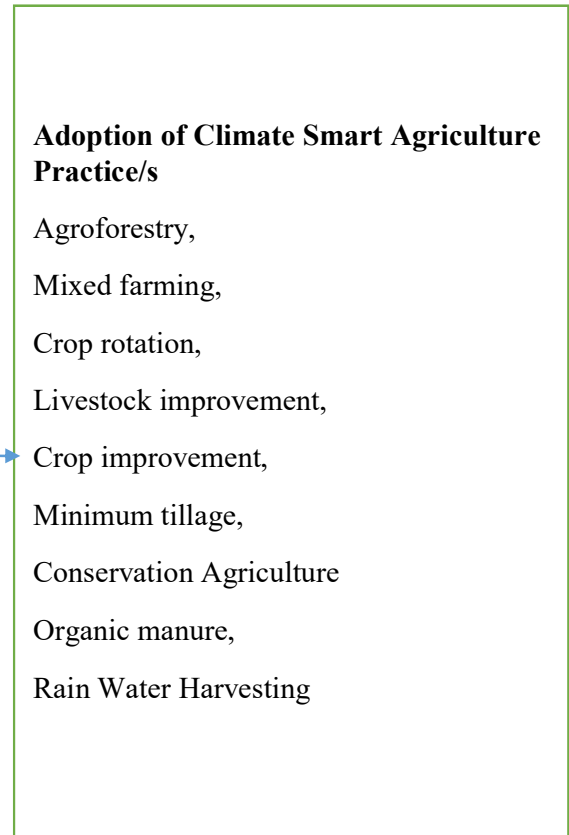 Adoption of Climate Smart Agriculture
Practice/s
Agroforestry,
Mixed farming,
Crop rotation,
Livestock improvement,
Crop improvement,
Minimum tillage,
Conservation Agriculture
Organic manure,
Rain Water Harvesting